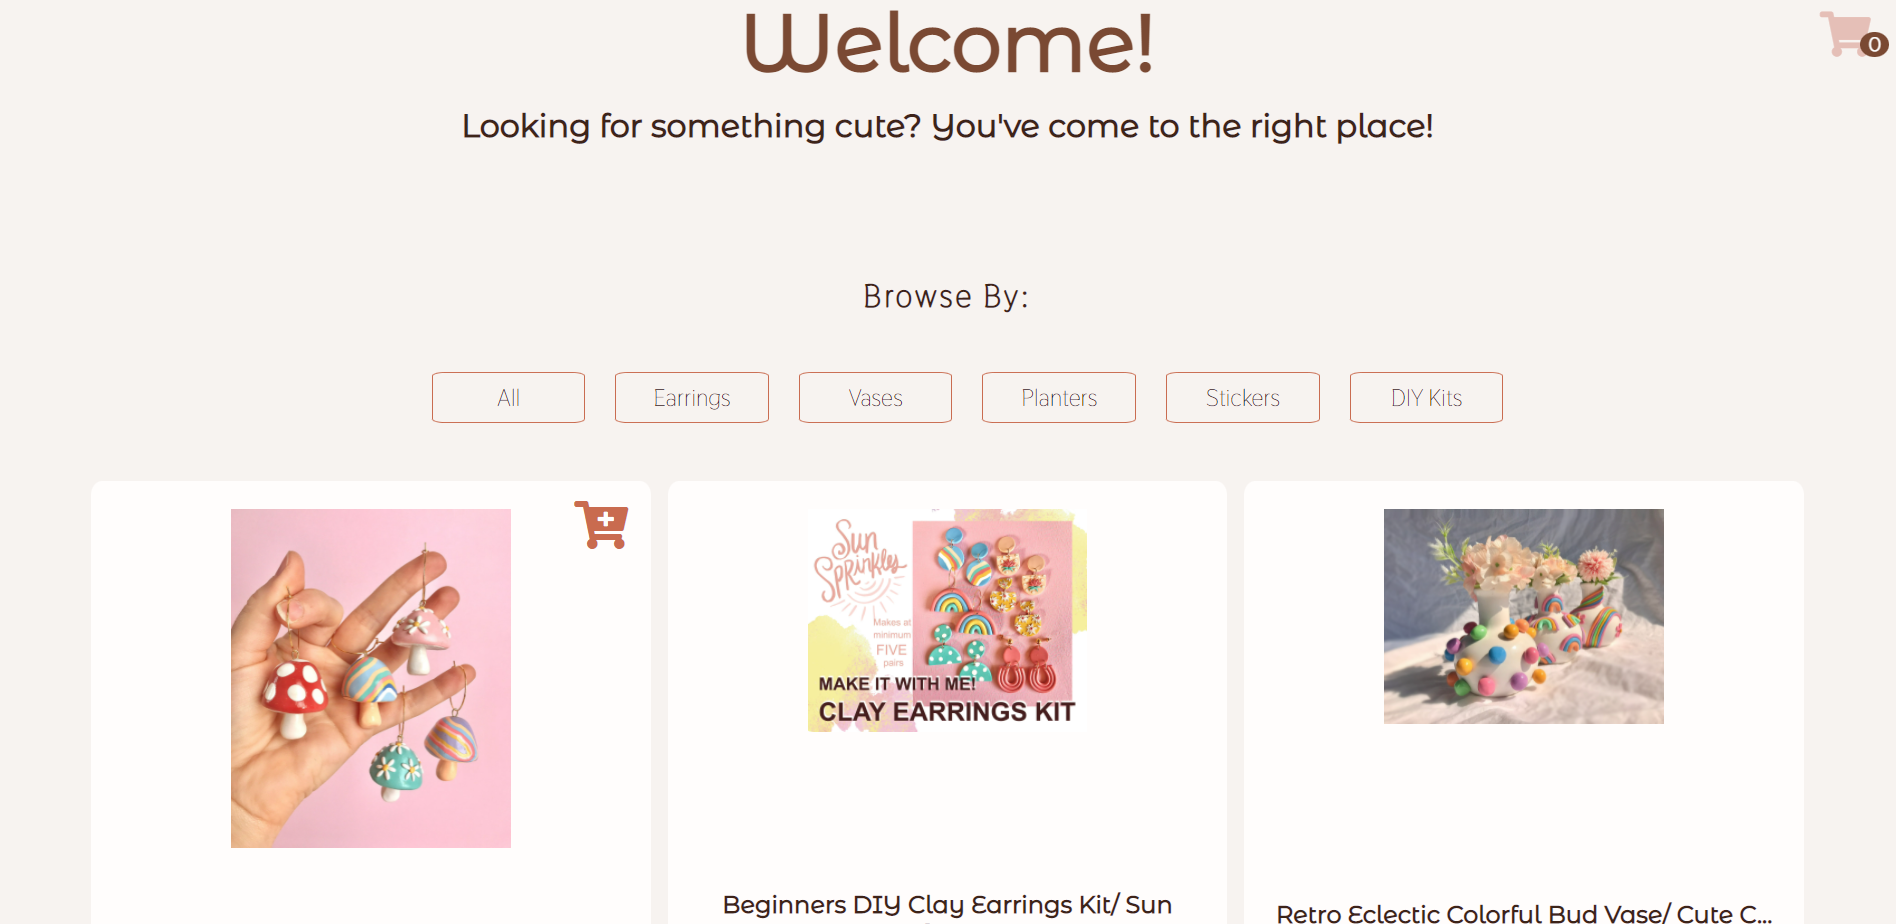 Welcome!
0
Looking for something cute? You've come to the right place!
Browse By:
All
Earrings
Vases
Planters
Stickers
DIY Kits
Sun
SPRinkles
Makes at
minimum
FIVE
pairs
MAKE IT WITH ME!
CLAY EARRINGS KIT
Beginners DIY Clay Earrings Kit/ Sun
Retro Eclectic Colorful Bud Vase/ Cute C...